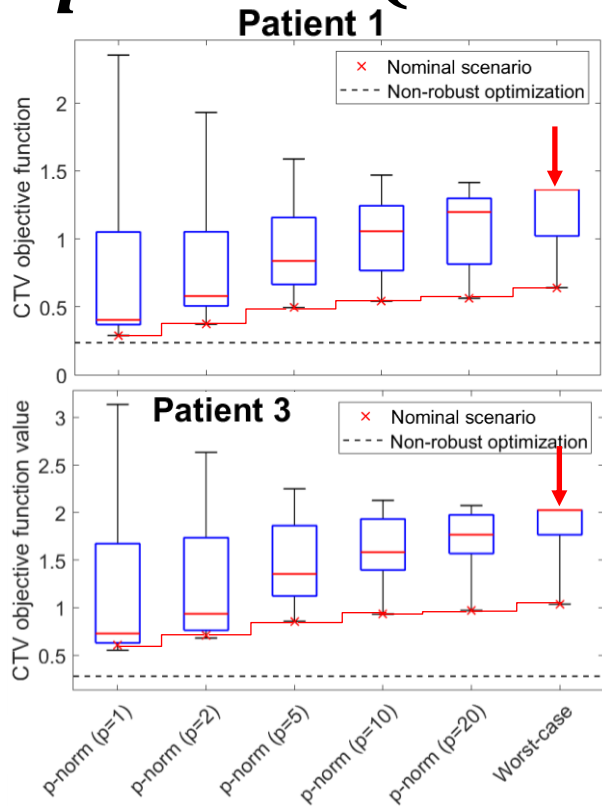 Patient 1
Nominal scenario
Non-robust optimization
CTV objective function
2
1.5
1
0.5
0
Patient 3
Nominal scenario
Non-robust optimization
CTV objective function value
3
2.5
2
1.5
1
0.5
p-norm (p=1)
p-norm (p=2)
p-norm (p=5)
p-norm (p=10)
p-norm (p=20)
Worst-case